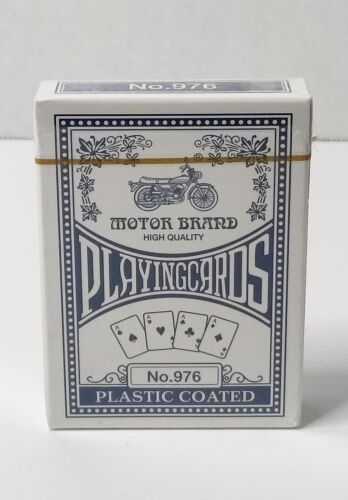 No.976
®
MOTOR BRAND
HIGH QUALITY
PLAYINGCARDS
A A A A
No.976
PLASTIC COATED